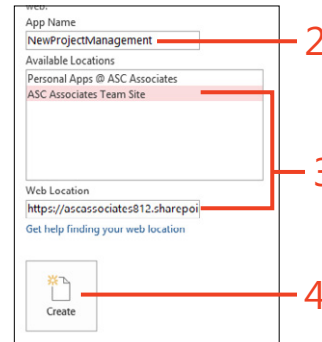 web.
App Name
NewProjectManagement
2
Available Locations
Personal Apps @ ASC Associates
ASC Associates Team Site
3
Web Location
https://ascassociates812.sharepoi
Get help finding your web location
4
Create